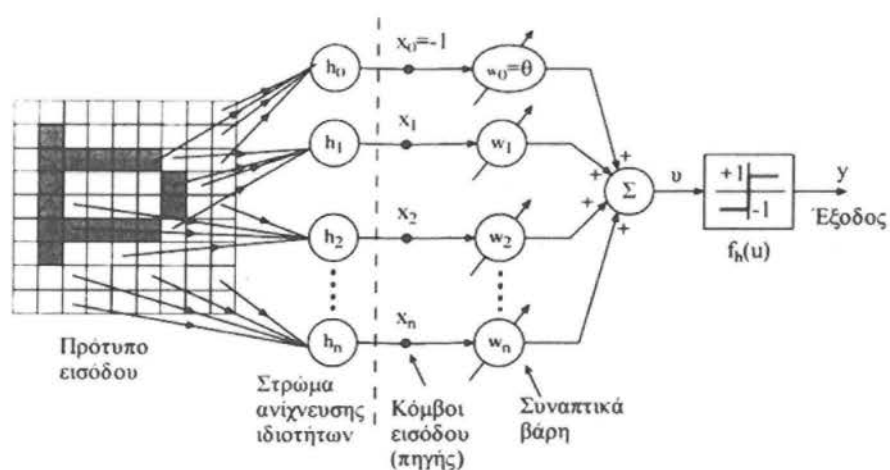 h₀
x₀=-1
w₀=θ
h₁
x₁
w₁
h₂
x₂
w₂
hₙ
xₙ
wₙ
+
+
+
+
Σ
υ
+1
-1
fₕ(u)
y
Έξοδος
Πρότυπο
εισόδου
Στρώμα
ανίχνευσης
ιδιοτήτων
Κόμβοι
εισόδου
(πηγής)
Συναπτικά
βάρη